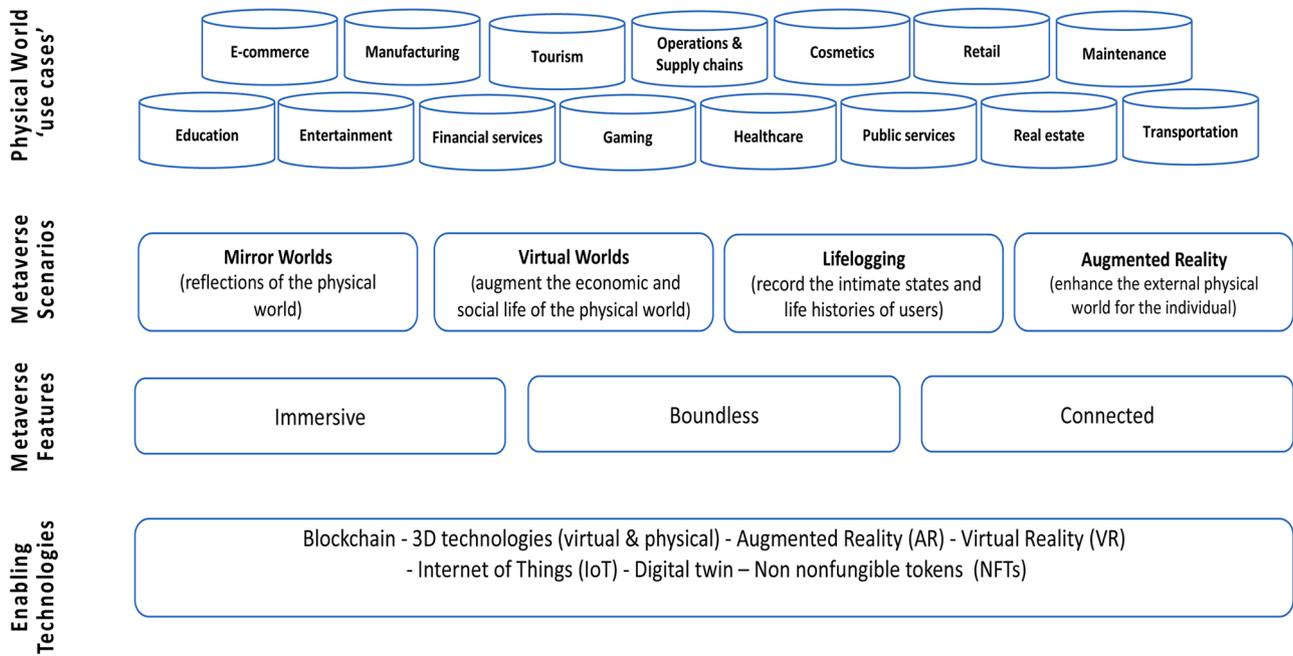 Physical World
'use cases'
E-commerce
Manufacturing
Tourism
Operations &
Supply chains
Cosmetics
Retail
Maintenance
Education
Entertainment
Financial services
Gaming
Healthcare
Public services
Real estate
Transportation
Metaverse
Scenarios
Mirror Worlds
(reflections of the physical
world)
Virtual Worlds
(augment the economic and
social life of the physical world)
Lifelogging
(record the intimate states and
life histories of users)
Augmented Reality
(enhance the external physical
world for the individual)
Metaverse
Features
Immersive
Boundless
Connected
Enabling
Technologies
Blockchain - 3D technologies (virtual & physical) - Augmented Reality (AR) - Virtual Reality (VR)
- Internet of Things (IoT) - Digital twin – Non nonfungible tokens (NFTs)